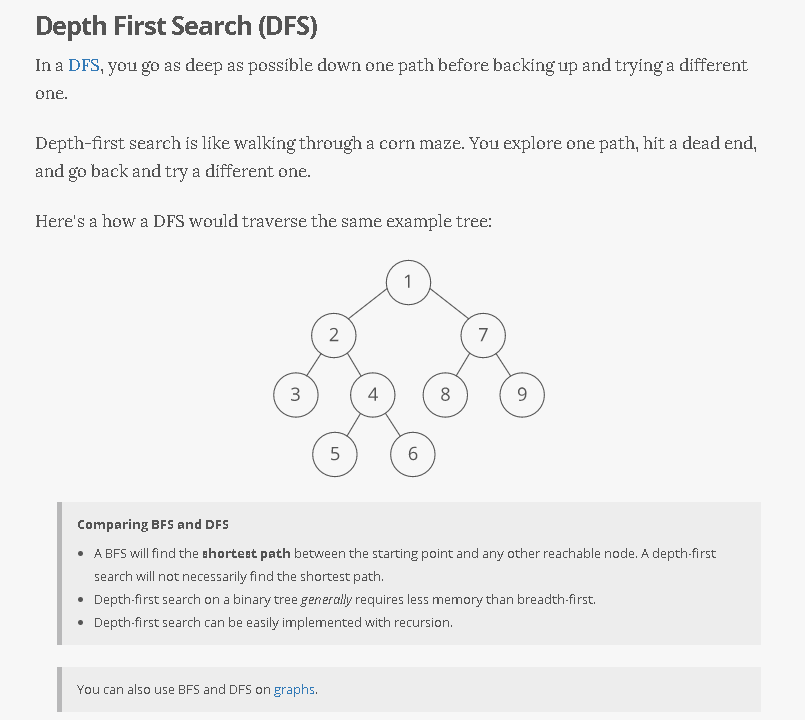 Depth First Search (DFS)
In a DFS, you go as deep as possible down one path before backing up and trying a different
one.
Depth-first search is like walking through a corn maze. You explore one path, hit a dead end,
and go back and try a different one.
Here's a how a DFS would traverse the same example tree:
1
2 7
3 4 8 9
5 6
Comparing BFS and DFS
• A BFS will find the shortest path between the starting point and any other reachable node. A depth-first
search will not necessarily find the shortest path.
• Depth-first search on a binary tree generally requires less memory than breadth-first.
• Depth-first search can be easily implemented with recursion.
You can also use BFS and DFS on graphs.